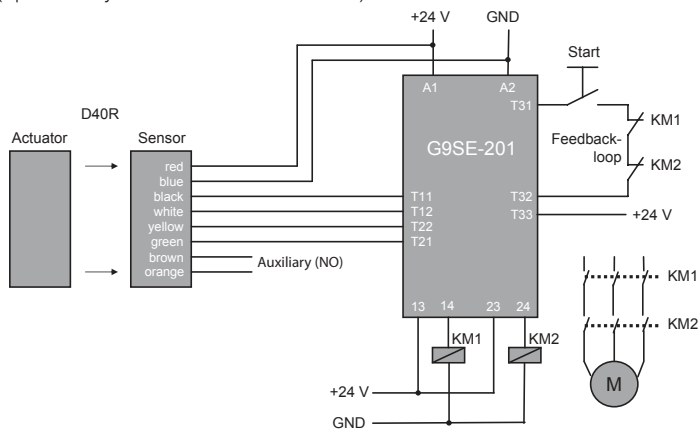 +24 V
GND
Start
A1
A2
T31
D40R
Actuator
Sensor
G9SE-201
Feedback-
loop
KM1
KM2
red
blue
black
white
yellow
green
brown
orange
T11
T12
T22
T21
T32
T33
+24 V
Auxiliary (NO)
13
14
23
24
KM1
KM2
KM1
KM2
M
+24 V
GND